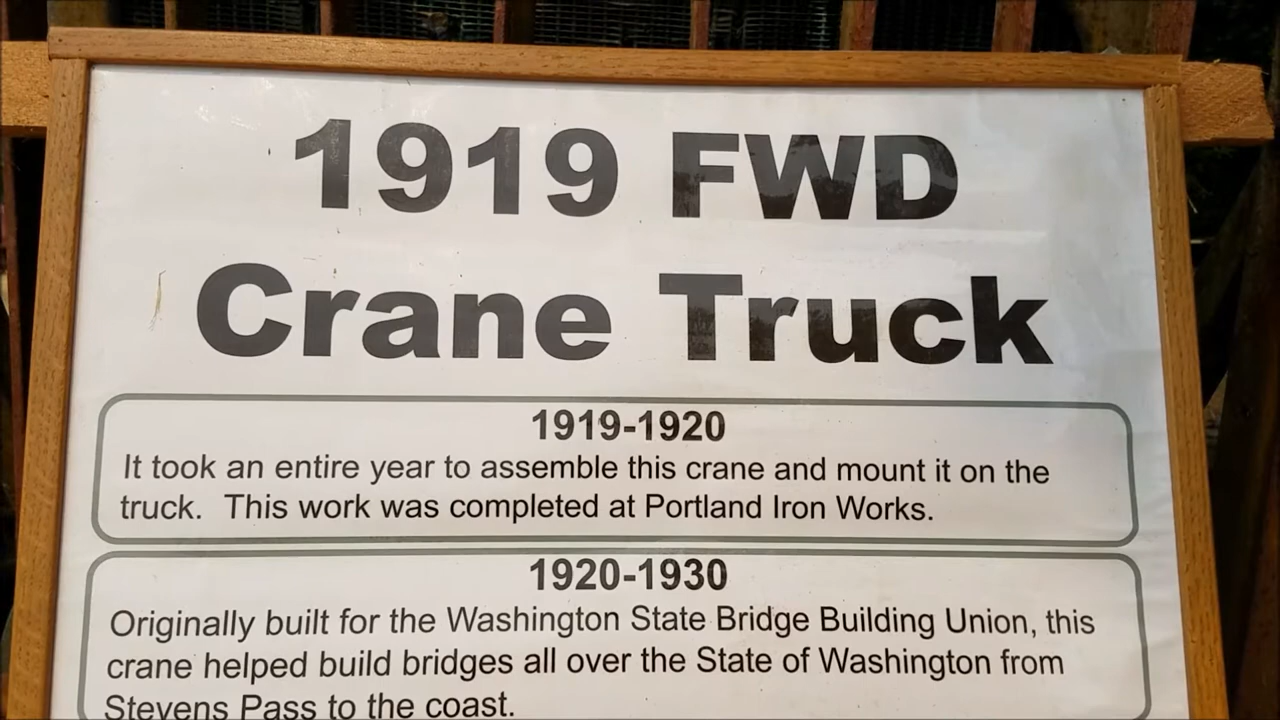 1919 FWD
Crane Truck
1919-1920
It took an entire year to assemble this crane and mount it on the
truck.  This work was completed at Portland Iron Works.
1920-1930
Originally built for the Washington State Bridge Building Union, this
crane helped build bridges all over the State of Washington from
Stevens Pass to the coast.